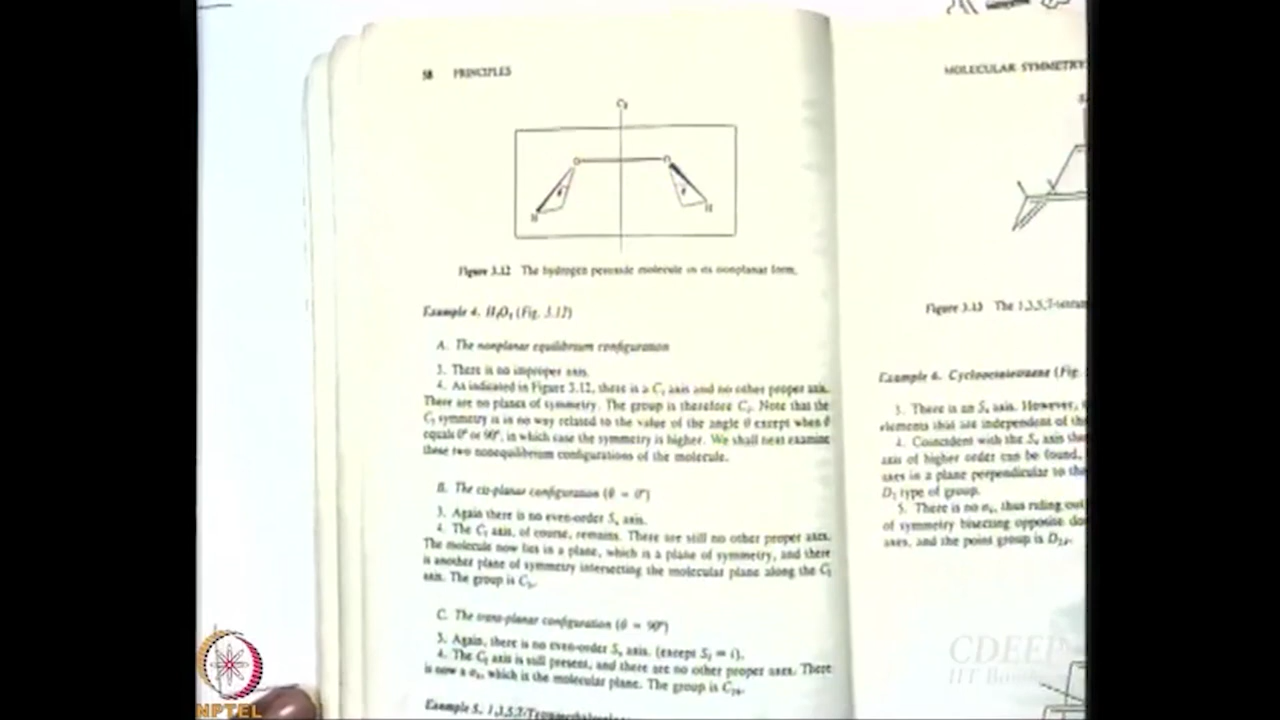 58 PRINCIPLES
C₂
O O
θ θ
H H
Figure 3.12 The hydrogen peroxide molecule in its nonplanar form.
Example 4. H₂O₂ (Fig. 3.12)
A. The nonplanar equilibrium configuration
3. There is no improper axis.
4. As indicated in Figure 3.12, there is a C₂ axis and no other proper axis.
There are no planes of symmetry. The group is therefore C₂. Note that the
C₂ symmetry is in no way related to the value of the angle θ except when θ
equals 0° or 90°, in which case the symmetry is higher. We shall next examine
these two nonequilibrium configurations of the molecule.
B. The cis-planar configuration (θ = 0°)
3. Again there is no even-order Sₙ axis.
4. The C₂ axis, of course, remains. There are still no other proper axes.
The molecule now lies in a plane, which is a plane of symmetry, and there
is another plane of symmetry intersecting the molecular plane along the C₂
axis. The group is C₂ᵥ.
C. The trans-planar configuration (θ = 90°)
3. Again, there is no even-order Sₙ axis. (except S₂ = i).
4. The C₂ axis is still present, and there are no other proper axes. There
is now a σₕ, which is the molecular plane. The group is C₂ₕ.
Example 5.
MOLECULAR SYMMETRY
Figure 3.13 The 1,3,5,7-
Example 6. Cyclooctatetraene (Fig.
3. There is an S₄ axis. However,
elements that are independent of the
4. Coincident with the S₄ axis
axis of higher order can be found,
axes in a plane perpendicular to the
D₂ type of group.
5. There is no σₕ, thus ruling out
of symmetry bisecting opposite
axes, and the point group is D₂d.
CDEEP
IIT
NPTEL